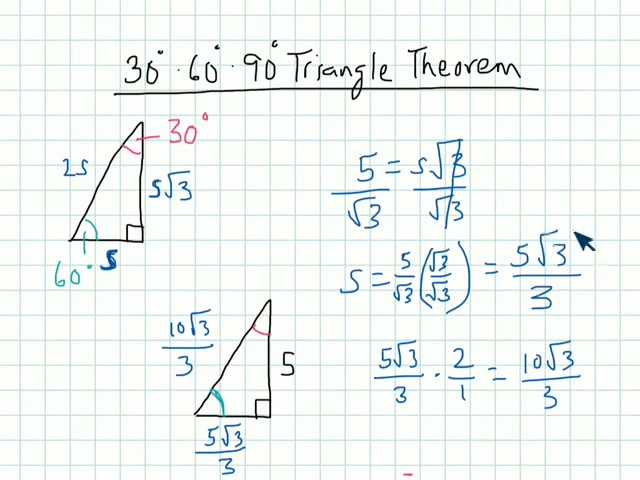 30° · 60° · 90° Triangle Theorem
30°
2s
s√3
60°
s
5 = s√3
√3 √3
s = 5/√3 (√3/√3) = 5√3/3
10√3/3
5
5√3/3 · 2/1 = 10√3/3
5√3/3